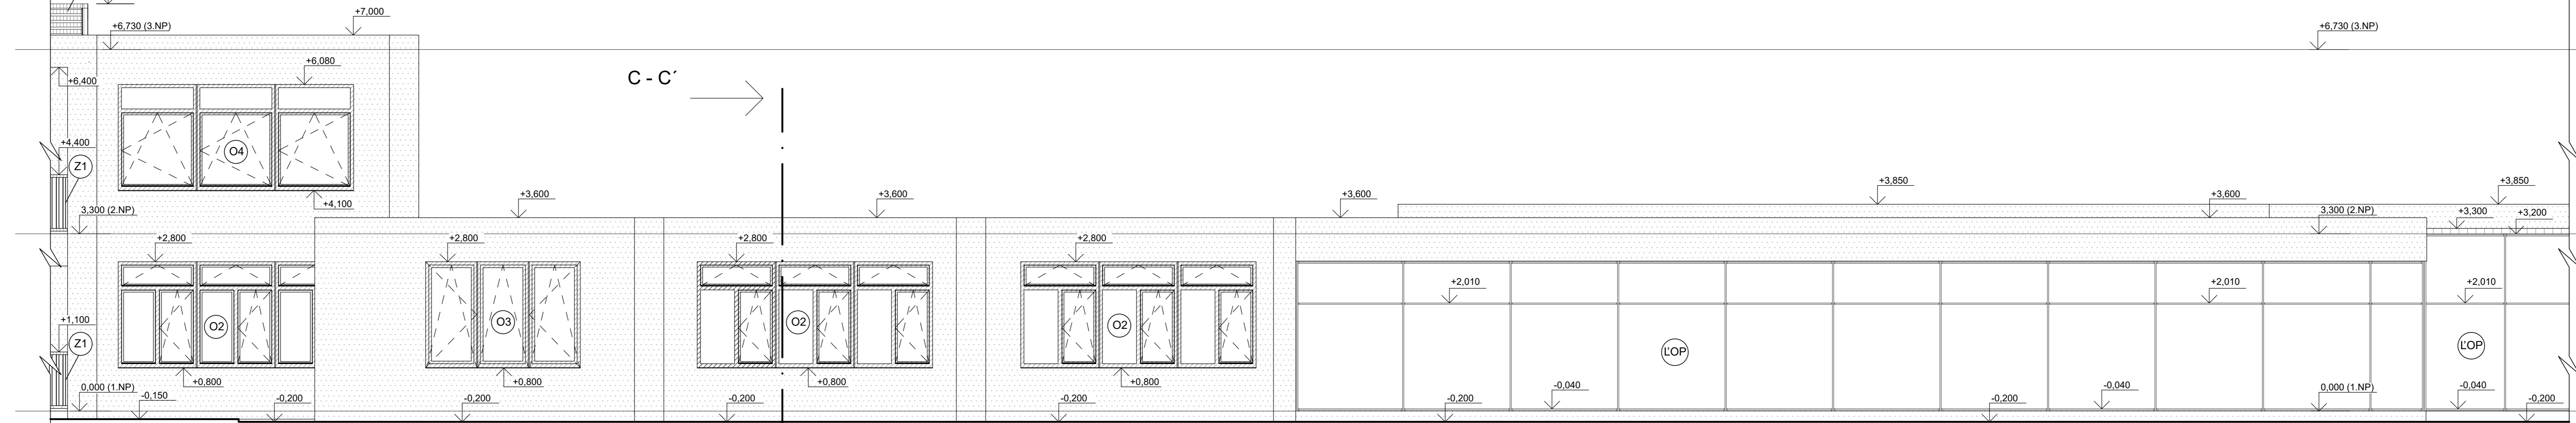 +7,000
+6,730 (3.NP)
+6,730 (3.NP)
+6,080
C - C´
+6,400
+4,400
O4
Z1
+3,850
+3,850
+3,600
+3,600
+3,600
+3,600
+4,100
3,300 (2.NP)
3,300 (2.NP)
+3,300
+3,200
+2,800
+2,800
+2,800
+2,800
+2,010
+2,010
+2,010
+1,100
O2
O3
O2
O2
Z1
ĽOP
ĽOP
+0,800
+0,800
+0,800
+0,800
0,000 (1.NP)
-0,040
-0,040
0,000 (1.NP)
-0,040
-0,150
-0,200
-0,200
-0,200
-0,200
-0,200
-0,200
-0,200